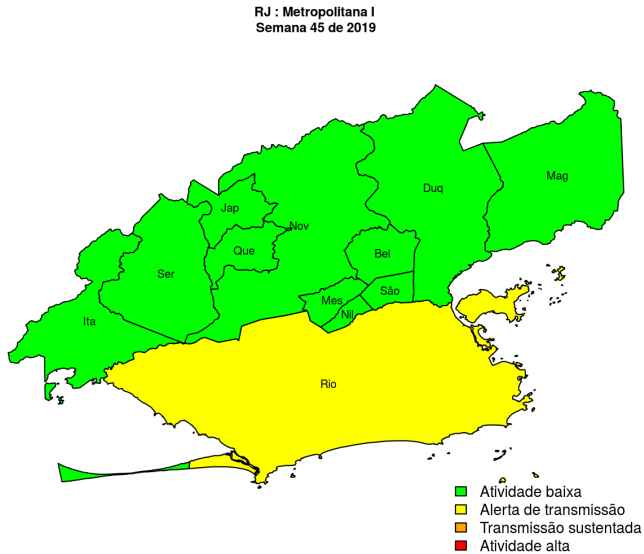 RJ : Metropolitana I
Semana 45 de 2019
Mag
Duq
Jap
Nov
Que
Bel
Ser
São
Mes
Nil
Ita
Rio
Atividade baixa
Alerta de transmissão
Transmissão sustentada
Atividade alta